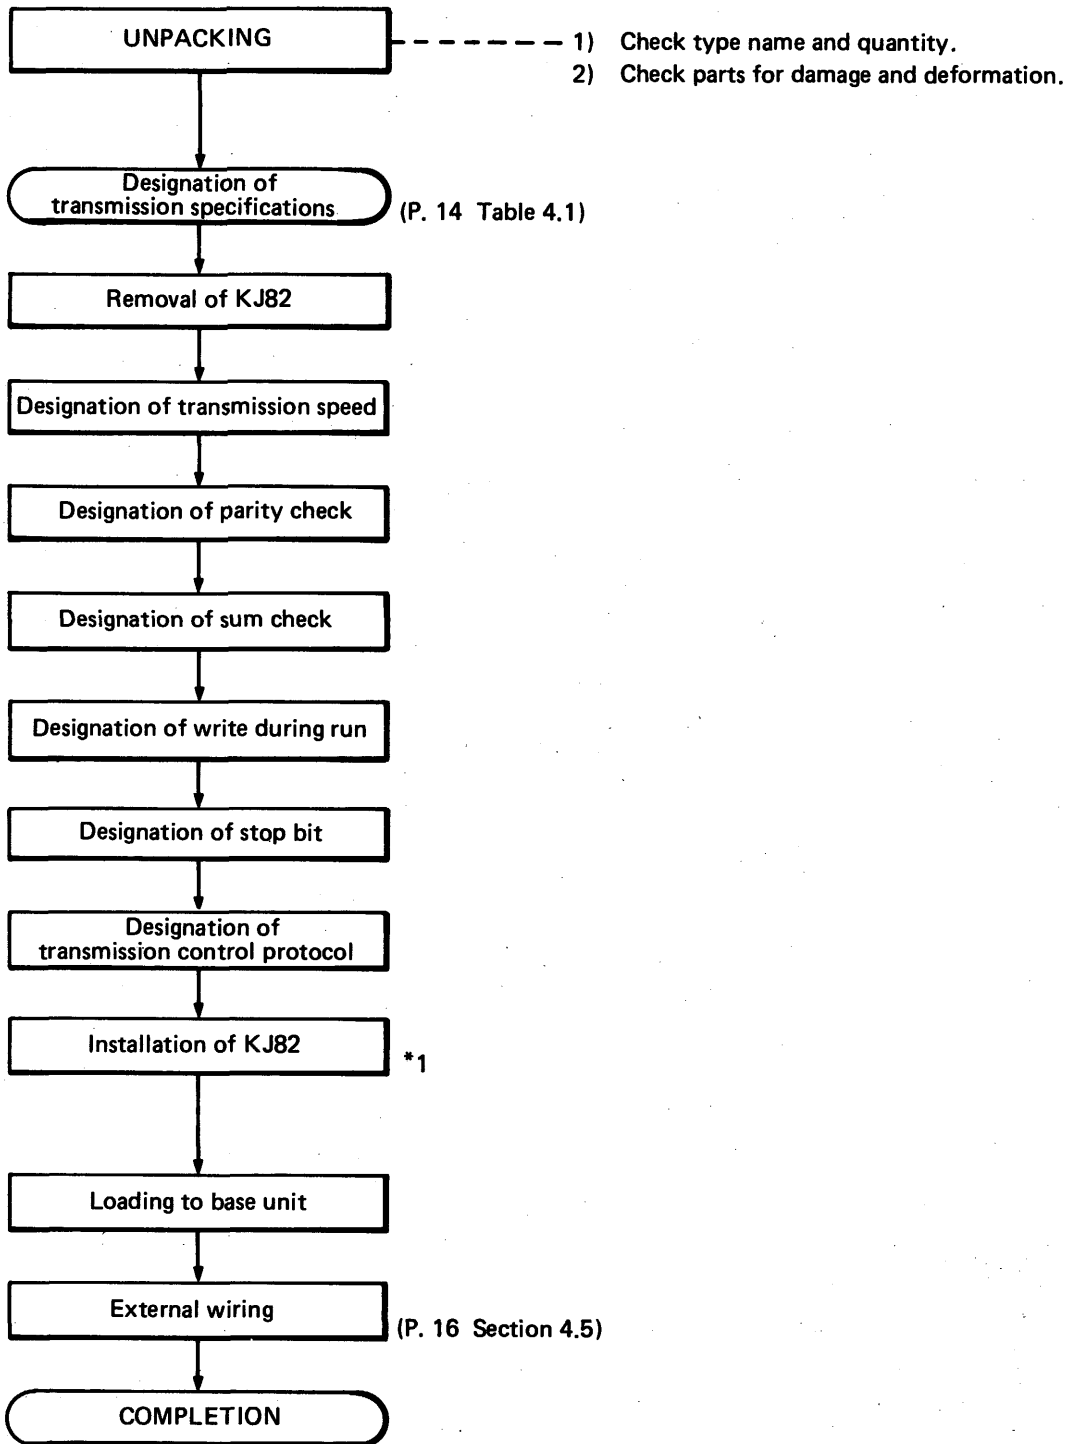 UNPACKING
1) Check type name and quantity.
2) Check parts for damage and deformation.
Designation of
transmission specifications
(P. 14 Table 4.1)
Removal of KJ82
Designation of transmission speed
Designation of parity check
Designation of sum check
Designation of write during run
Designation of stop bit
Designation of
transmission control protocol
Installation of KJ82
*1
Loading to base unit
External wiring
(P. 16 Section 4.5)
COMPLETION